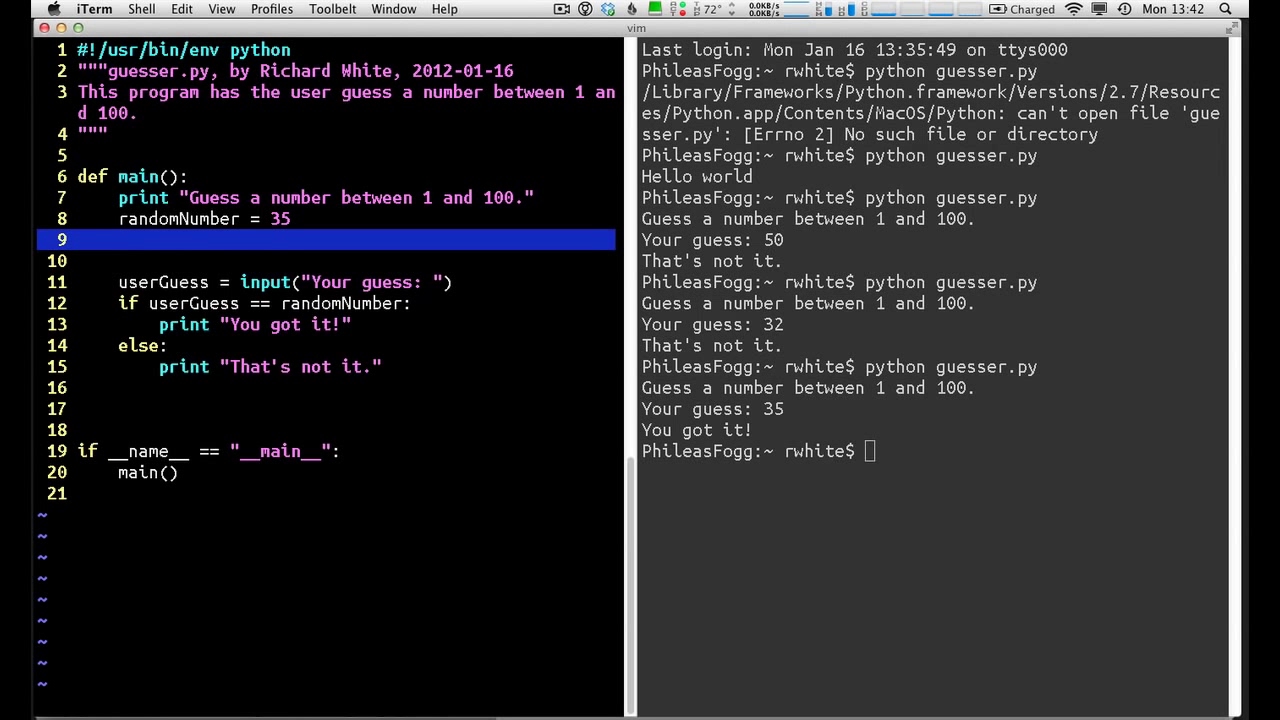 iTerm Shell Edit View Profiles Toolbelt Window Help 72° 0.0KB/s 0.0KB/s Charged Mon 13:42
vim
1 #!/usr/bin/env python
2 """guesser.py, by Richard White, 2012-01-16
3 This program has the user guess a number between 1 an
d 100.
4 """
5
6 def main():
7     print "Guess a number between 1 and 100."
8     randomNumber = 35
9
10
11     userGuess = input("Your guess: ")
12     if userGuess == randomNumber:
13         print "You got it!"
14     else:
15         print "That's not it."
16
17
18
19 if __name__ == "__main__":
20     main()
21
~
~
~
~
~
~
~
~
~
Last login: Mon Jan 16 13:35:49 on ttys000
PhileasFogg:~ rwhite$ python guesser.py
/Library/Frameworks/Python.framework/Versions/2.7/Resourc
es/Python.app/Contents/MacOS/Python: can't open file 'gue
sser.py': [Errno 2] No such file or directory
PhileasFogg:~ rwhite$ python guesser.py
Hello world
PhileasFogg:~ rwhite$ python guesser.py
Guess a number between 1 and 100.
Your guess: 50
That's not it.
PhileasFogg:~ rwhite$ python guesser.py
Guess a number between 1 and 100.
Your guess: 32
That's not it.
PhileasFogg:~ rwhite$ python guesser.py
Guess a number between 1 and 100.
Your guess: 35
You got it!
PhileasFogg:~ rwhite$